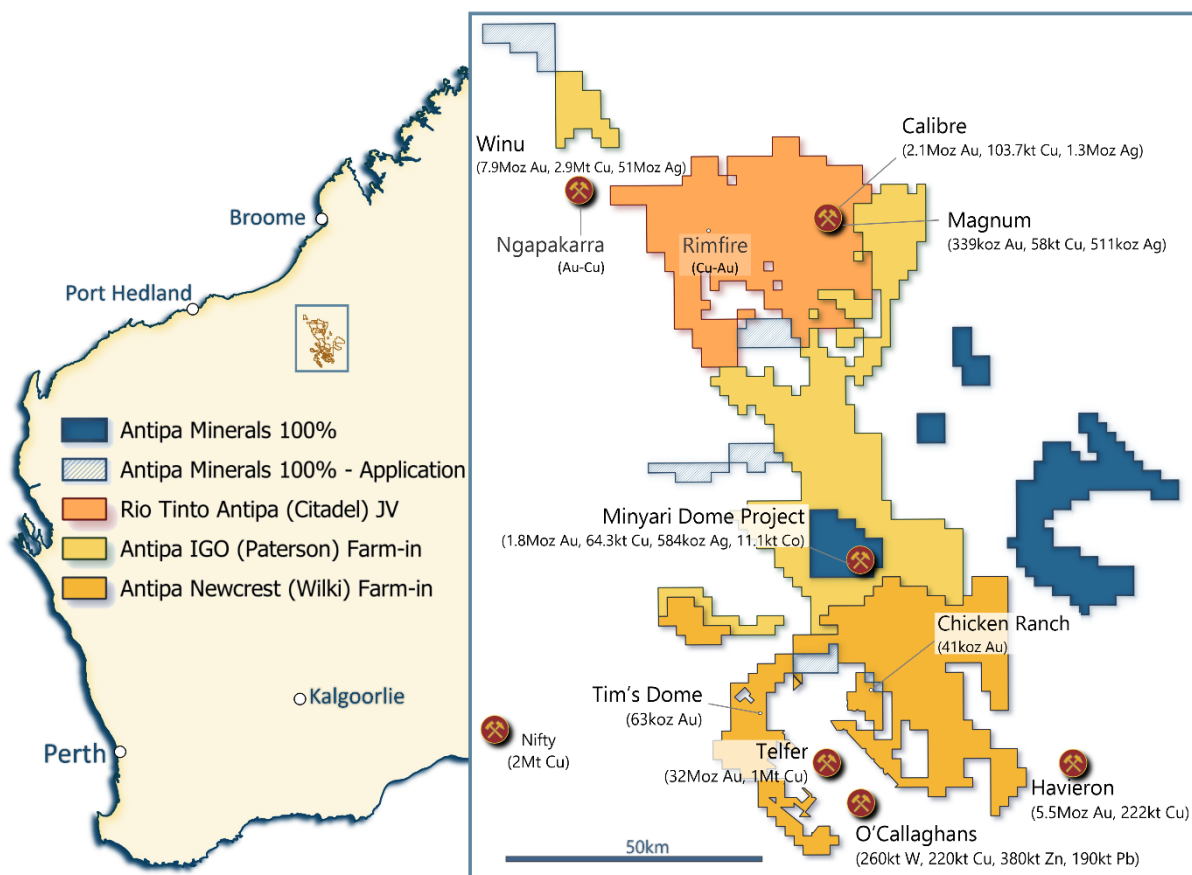 Broome
Port Hedland
Antipa Minerals 100%
Antipa Minerals 100% - Application
Rio Tinto Antipa (Citadel) JV
Antipa IGO (Paterson) Farm-in
Antipa Newcrest (Wilki) Farm-in
Kalgoorlie
Perth
Winu
(7.9Moz Au, 2.9Mt Cu, 51Moz Ag)
Ngapakarra
(Au-Cu)
Rimfire
(Cu-Au)
Calibre
(2.1Moz Au, 103.7kt Cu, 1.3Moz Ag)
Magnum
(339koz Au, 58kt Cu, 511koz Ag)
Minyari Dome Project
(1.8Moz Au, 64.3kt Cu, 584koz Ag, 11.1kt Co)
Chicken Ranch
(41koz Au)
Tim's Dome
(63koz Au)
Nifty
(2Mt Cu)
Telfer
(32Moz Au, 1Mt Cu)
Havieron
(5.5Moz Au, 222kt Cu)
O'Callaghans
(260kt W, 220kt Cu, 380kt Zn, 190kt Pb)
50km